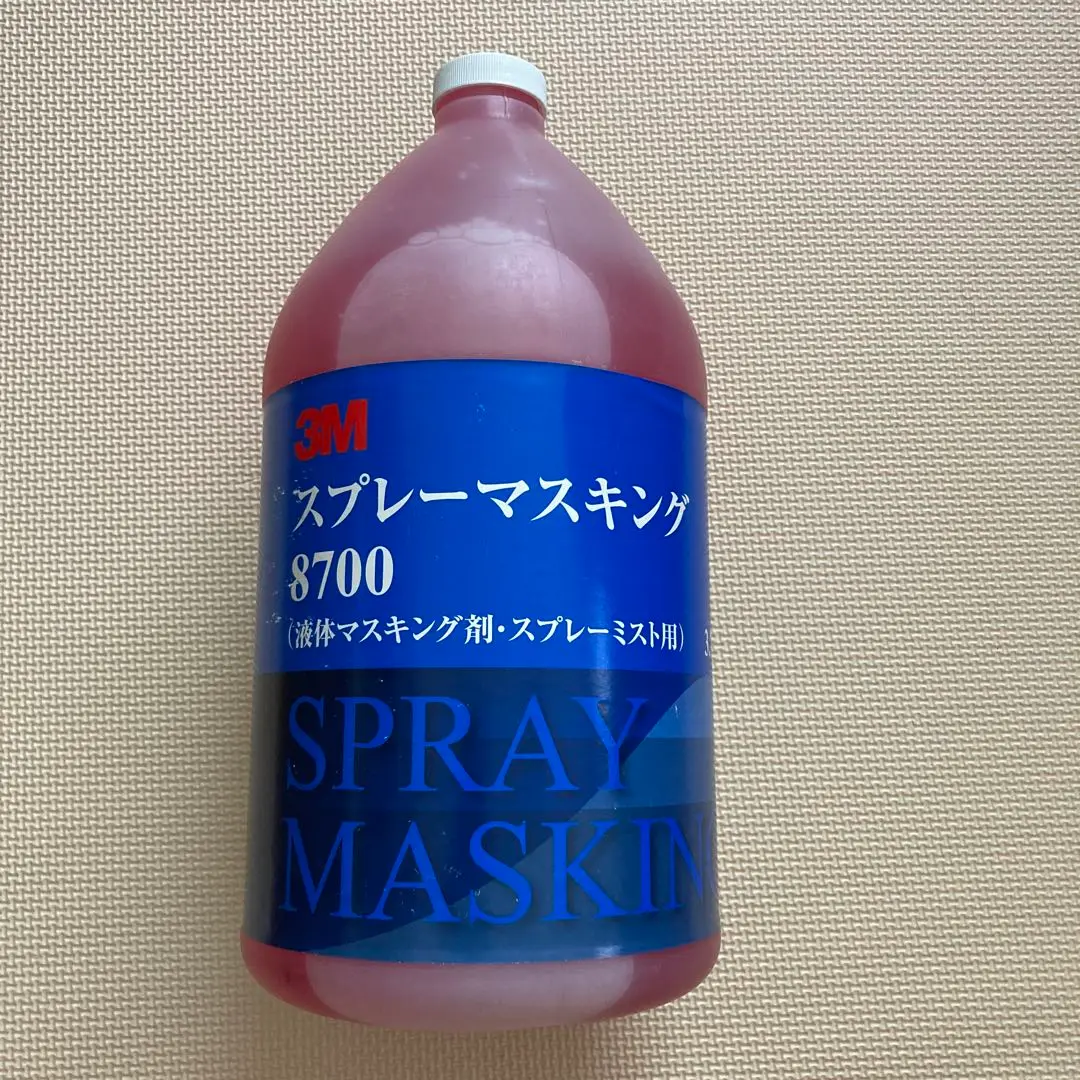 3M
スプレーマスキング
8700
(液体マスキング剤・スプレーミスト用)
SPRAY
MASKING